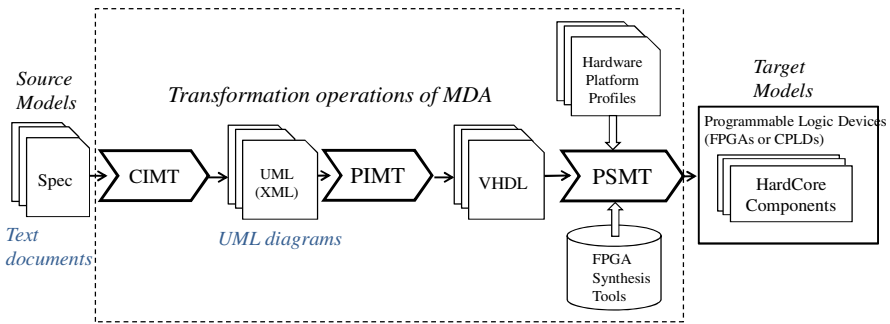 Source
Models
Spec
Text
documents
Transformation operations of MDA
CIMT
UML
(XML)
UML diagrams
PIMT
VHDL
Hardware
Platform
Profiles
PSMT
FPGA
Synthesis
Tools
Target
Models
Programmable Logic Devices
(FPGAs or CPLDs)
HardCore
Components